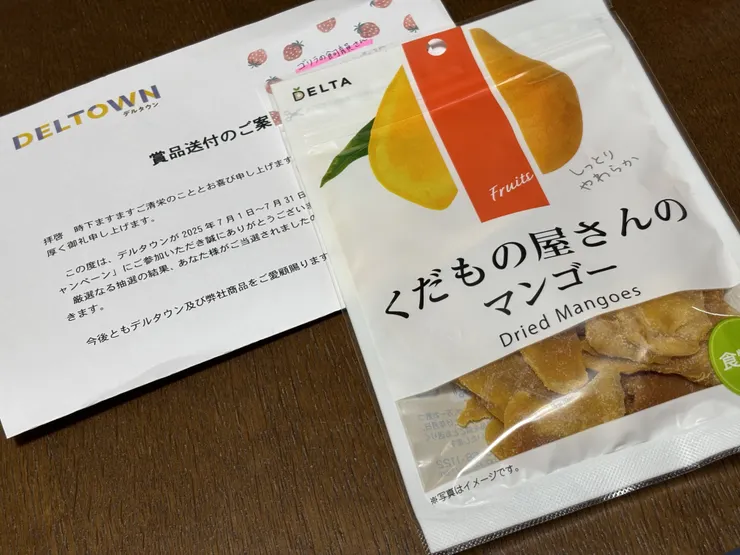 DELTOWN
デルタウン
賞品送付のご案
拝啓 時下ますますご清栄のこととお喜び申し上げます
厚く御礼申し上げます。
この度は、デルタウンが2025年7月1日~7月31日
ャンペーン」にご参加いただき誠にありがとうござい
厳選なる抽選の結果、あなた様がご当選されましたの
きます。
今後ともデルタウン及び弊社商品をご愛顧賜ります
DELTA
Fruits
しっとり
やわらか
くだもの屋さんの
マンゴー
Dried Mangoes
食
※写真はイメージです。